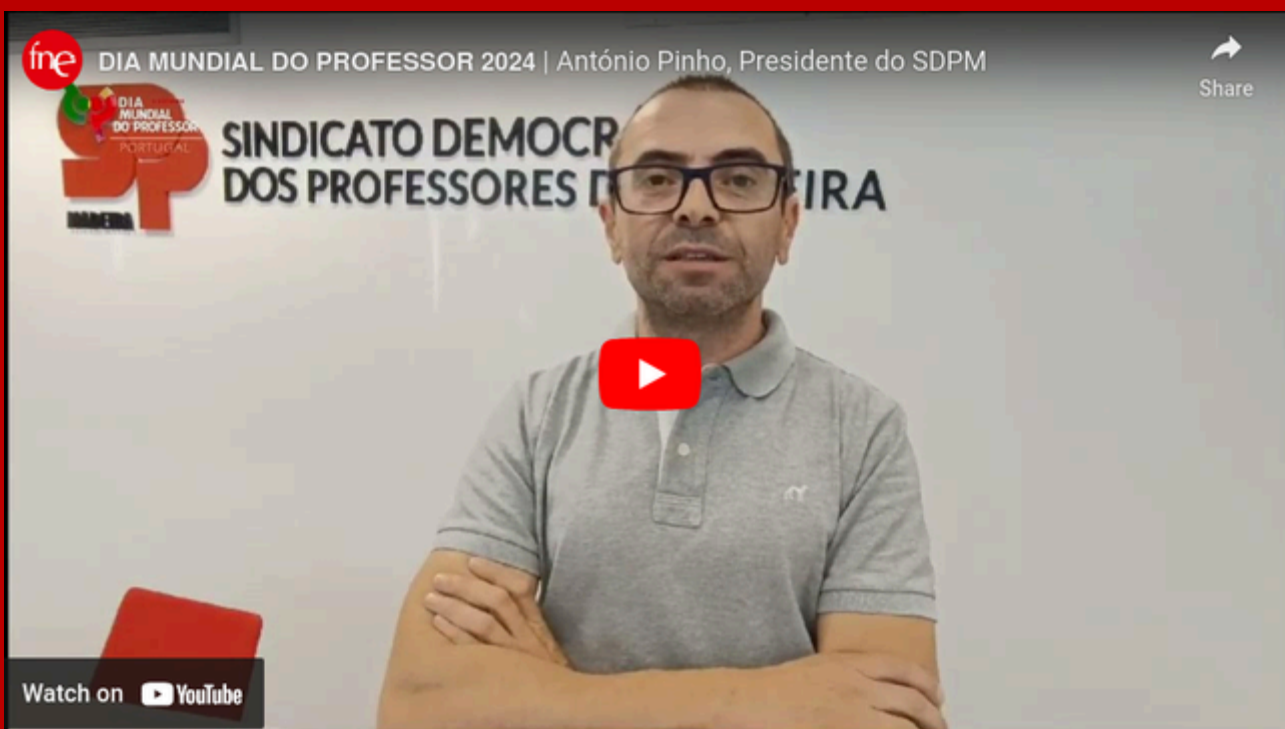 fne
DIA MUNDIAL DO PROFESSOR 2024 | António Pinho, Presidente do SDPM
Share
DIA
MUNDIAL
DO PROFESSOR
PORTUGAL
SP
MADEIRA
SINDICATO DEMOCR
DOS PROFESSORES D IRA
Watch on YouTube